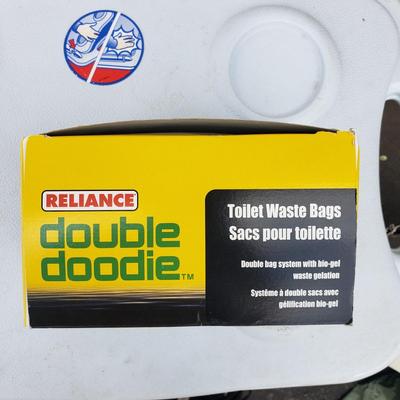 RELIANCE
double
doodie™
Toilet Waste Bags
Sacs pour toilette
Double bag system with bio-gel
waste gelation
Système à double sacs avec
gélification bio-gel